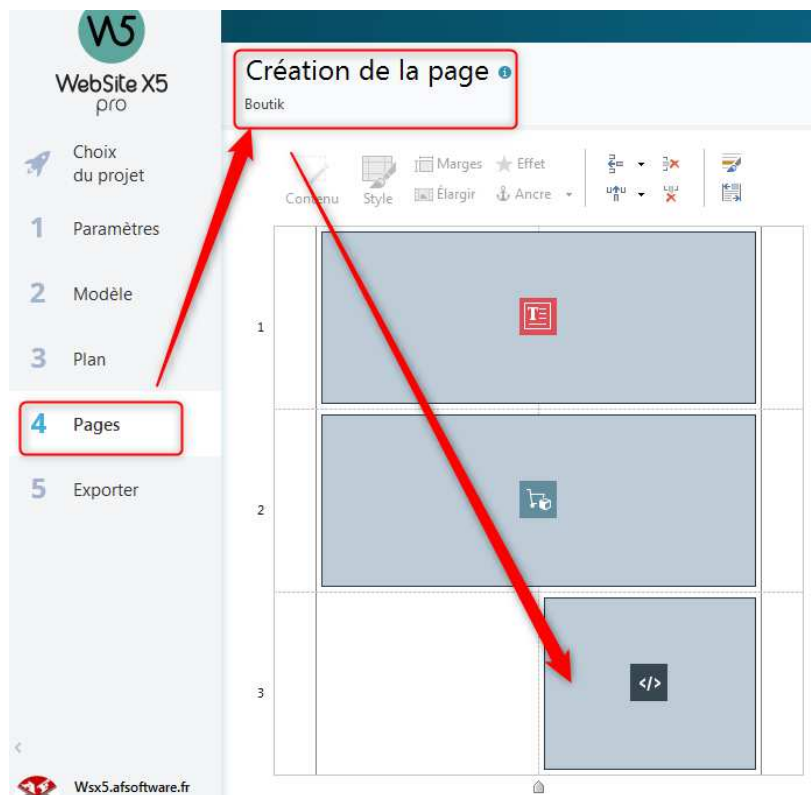 W5
WebSite X5
pro
Choix
du projet
1 Paramètres
2 Modèle
3 Plan
4 Pages
5 Exporter
Wsx5.afsoftware.fr
Création de la page
Boutik
Contenu
Style
Marges
Effet
Élargir
Ancre
1
T
2
3
</>